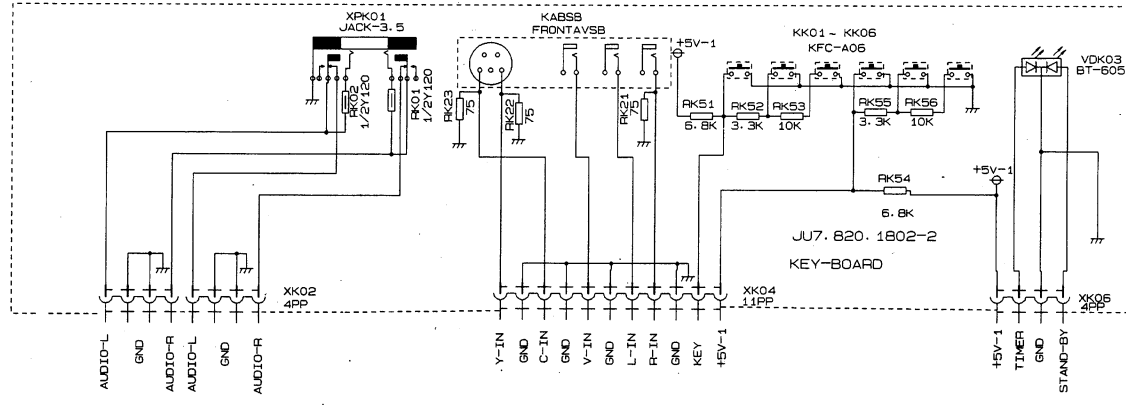 XPK01
JACK-3.5
KABSB
FRONTAVSB
+5V-1
KK01~KK06
KFC-A06
VDK03
BT-605
RK02
1/2Y120
RK01
1/2Y120
RK23
75
RK22
75
RK21
75
RK51
6.8K
RK52
3.3K
RK53
10K
RK55
3.3K
RK56
10K
RK54
6.8K
+5V-1
JU7.820.1802-2
KEY-BOARD
XK02
4PP
XK04
11PP
XK06
4PP
AUDIO-L
GND
AUDIO-R
AUDIO-L
GND
AUDIO-R
Y-IN
GND
C-IN
GND
V-IN
GND
L-IN
R-IN
GND
KEY
+5V-1
+5V-1
TIMER
GND
STAND-BY